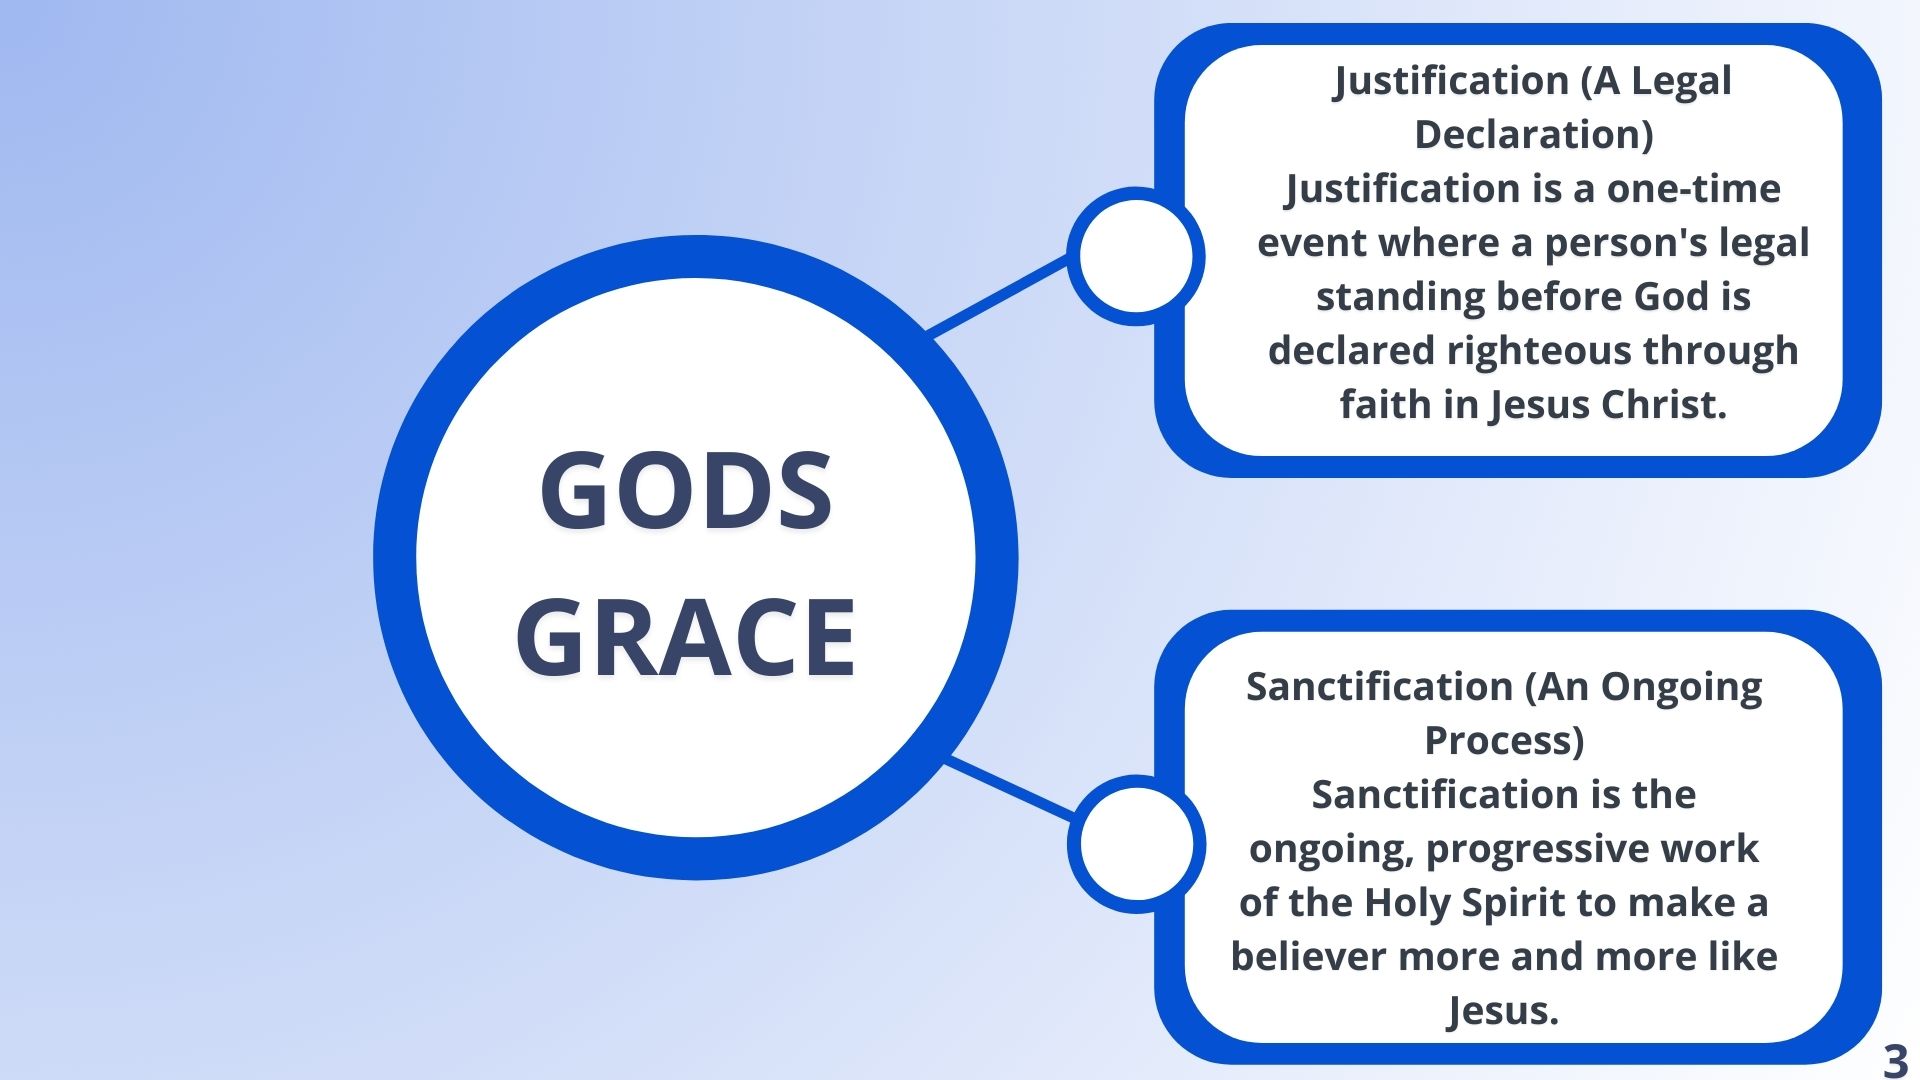 GODS
GRACE
Justification (A Legal
Declaration)
Justification is a one-time
event where a person's legal
standing before God is
declared righteous through
faith in Jesus Christ.
Sanctification (An Ongoing
Process)
Sanctification is the
ongoing, progressive work
of the Holy Spirit to make a
believer more and more like
Jesus.
3